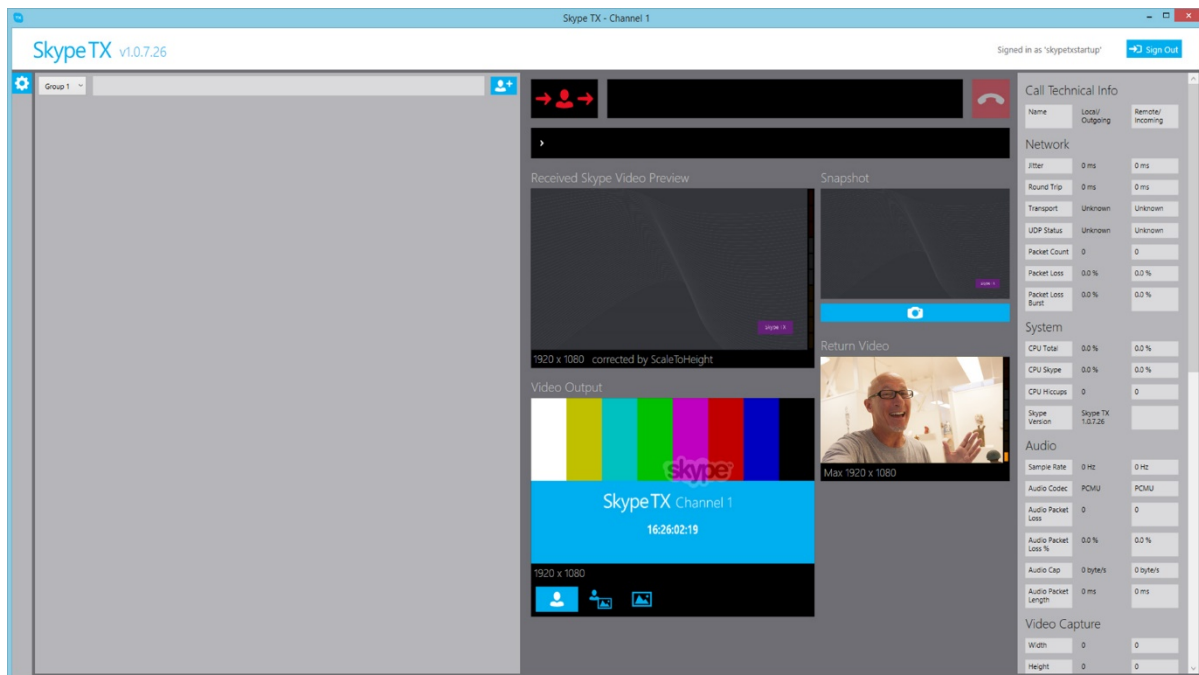 Skype TX - Channel 1
Skype TX v1.0.7.26
Signed in as 'skypetxstartup'
Sign Out
Group 1
Received Skype Video Preview
Skype TX
1920 x 1080 corrected by ScaleToHeight
Snapshot
Video Output
skype
Skype TX Channel 1
16:26:02:19
1920 x 1080
Return Video
Max 1920 x 1080
Call Technical Info
Name Local/ Outgoing Remote/ Incoming
Network
Jitter 0 ms 0 ms
Round Trip 0 ms 0 ms
Transport Unknown Unknown
UDP Status Unknown Unknown
Packet Count 0 0
Packet Loss 0.0 % 0.0 %
Packet Loss Burst 0.0 % 0.0 %
System
CPU Total 0.0 % 0.0 %
CPU Skype 0.0 % 0.0 %
CPU Hiccups 0 0
Skype Version Skype TX 1.0.7.26
Audio
Sample Rate 0 Hz 0 Hz
Audio Codec PCMU PCMU
Audio Packet Loss 0 0
Audio Packet Loss % 0.0 % 0.0 %
Audio Cap 0 byte/s 0 byte/s
Audio Packet Length 0 ms 0 ms
Video Capture
Width 0 0
Height 0 0